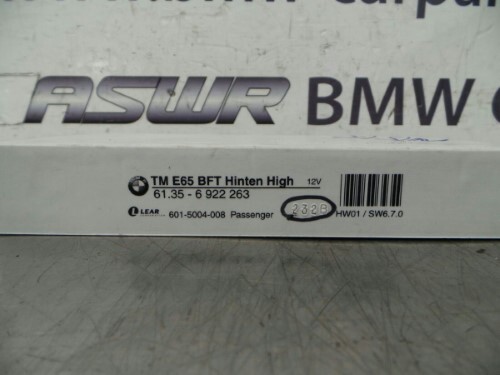 ASWR BMW
TM E65 BFT Hinten High 12V
61.35 - 6 922 263
LEAR 601-5004-008 Passenger 2328 HW01 / SW6.7.0